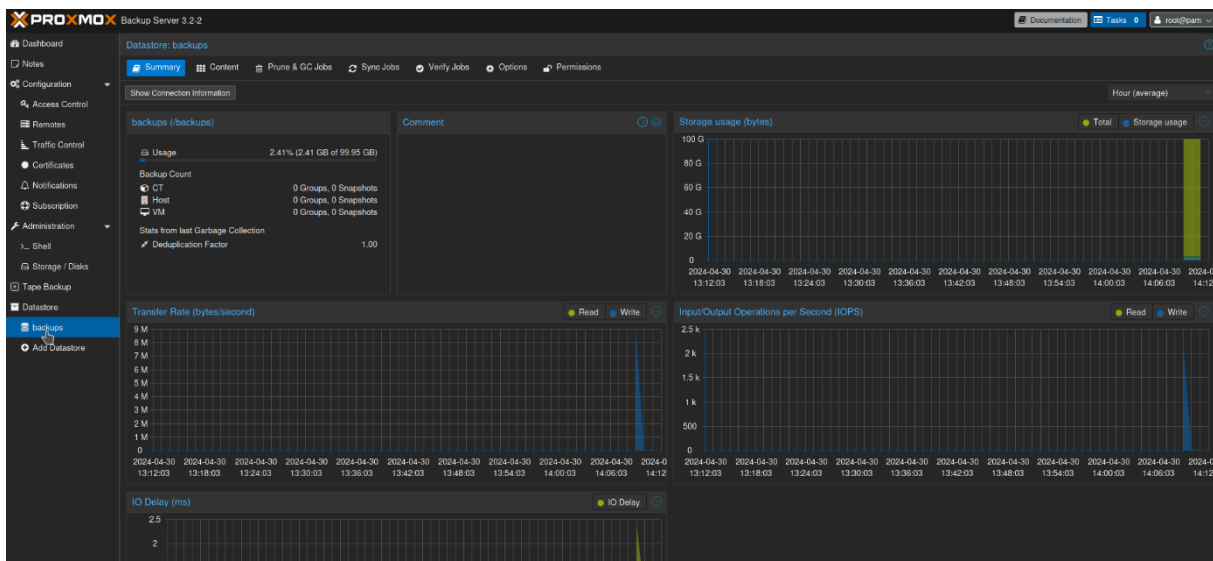 PROXMOX Backup Server 3.2-2
Documentation
Tasks 0
root@pam
Dashboard
Notes
Configuration
Access Control
Remotes
Traffic Control
Certificates
Notifications
Subscription
Administration
Shell
Storage / Disks
Tape Backup
Datastore
backups
Add Datastore
Datastore: backups
Summary Content Prune & GC Jobs Sync Jobs Verify Jobs Options Permissions
Show Connection Information
Hour (average)
backups (/backups)
Usage 2.41% (2.41 GB of 99.95 GB)
Backup Count
CT 0 Groups, 0 Snapshots
Host 0 Groups, 0 Snapshots
VM 0 Groups, 0 Snapshots
Stats from last Garbage Collection
Deduplication Factor 1.00
Comment
Storage usage (bytes)
Total Storage usage
100 G
80 G
60 G
40 G
20 G
0
2024-04-30 2024-04-30 2024-04-30 2024-04-30 2024-04-30 2024-04-30 2024-04-30 2024-04-30 2024-04-30 2024-04-30 2024-0
13:12:03 13:18:03 13:24:03 13:30:03 13:36:03 13:42:03 13:48:03 13:54:03 14:00:03 14:06:03 14:12
Transfer Rate (bytes/second)
Read Write
9 M
8 M
7 M
6 M
5 M
4 M
3 M
2 M
1 M
0
2024-04-30 2024-04-30 2024-04-30 2024-04-30 2024-04-30 2024-04-30 2024-04-30 2024-04-30 2024-04-30 2024-04-30 2024-0
13:12:03 13:18:03 13:24:03 13:30:03 13:36:03 13:42:03 13:48:03 13:54:03 14:00:03 14:06:03 14:12
Input/Output Operations per Second (IOPS)
Read Write
2.5 k
2 k
1.5 k
1 k
500
0
2024-04-30 2024-04-30 2024-04-30 2024-04-30 2024-04-30 2024-04-30 2024-04-30 2024-04-30 2024-04-30 2024-04-30 2024-0
13:12:03 13:18:03 13:24:03 13:30:03 13:36:03 13:42:03 13:48:03 13:54:03 14:00:03 14:06:03 14:12
IO Delay (ms)
IO Delay
2.5
2